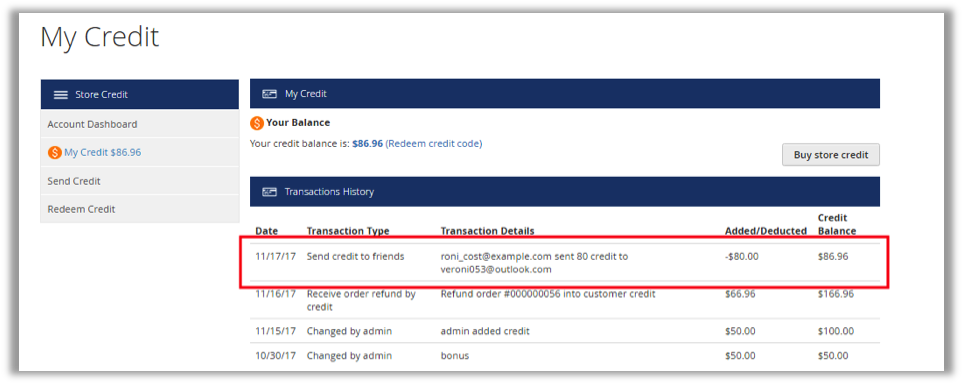 My Credit
Store Credit
Account Dashboard
My Credit $86.96
Send Credit
Redeem Credit
My Credit
Your Balance
Your credit balance is: $86.96 (Redeem credit code)
Buy store credit
Transactions History
Date Transaction Type Transaction Details Added/Deducted Credit Balance
11/17/17 Send credit to friends roni_cost@example.com sent 80 credit to -$80.00 $86.96
veroni053@outlook.com
11/16/17 Receive order refund by Refund order #000000056 into customer credit $66.96 $166.96
credit
11/15/17 Changed by admin admin added credit $50.00 $100.00
10/30/17 Changed by admin bonus $50.00 $50.00